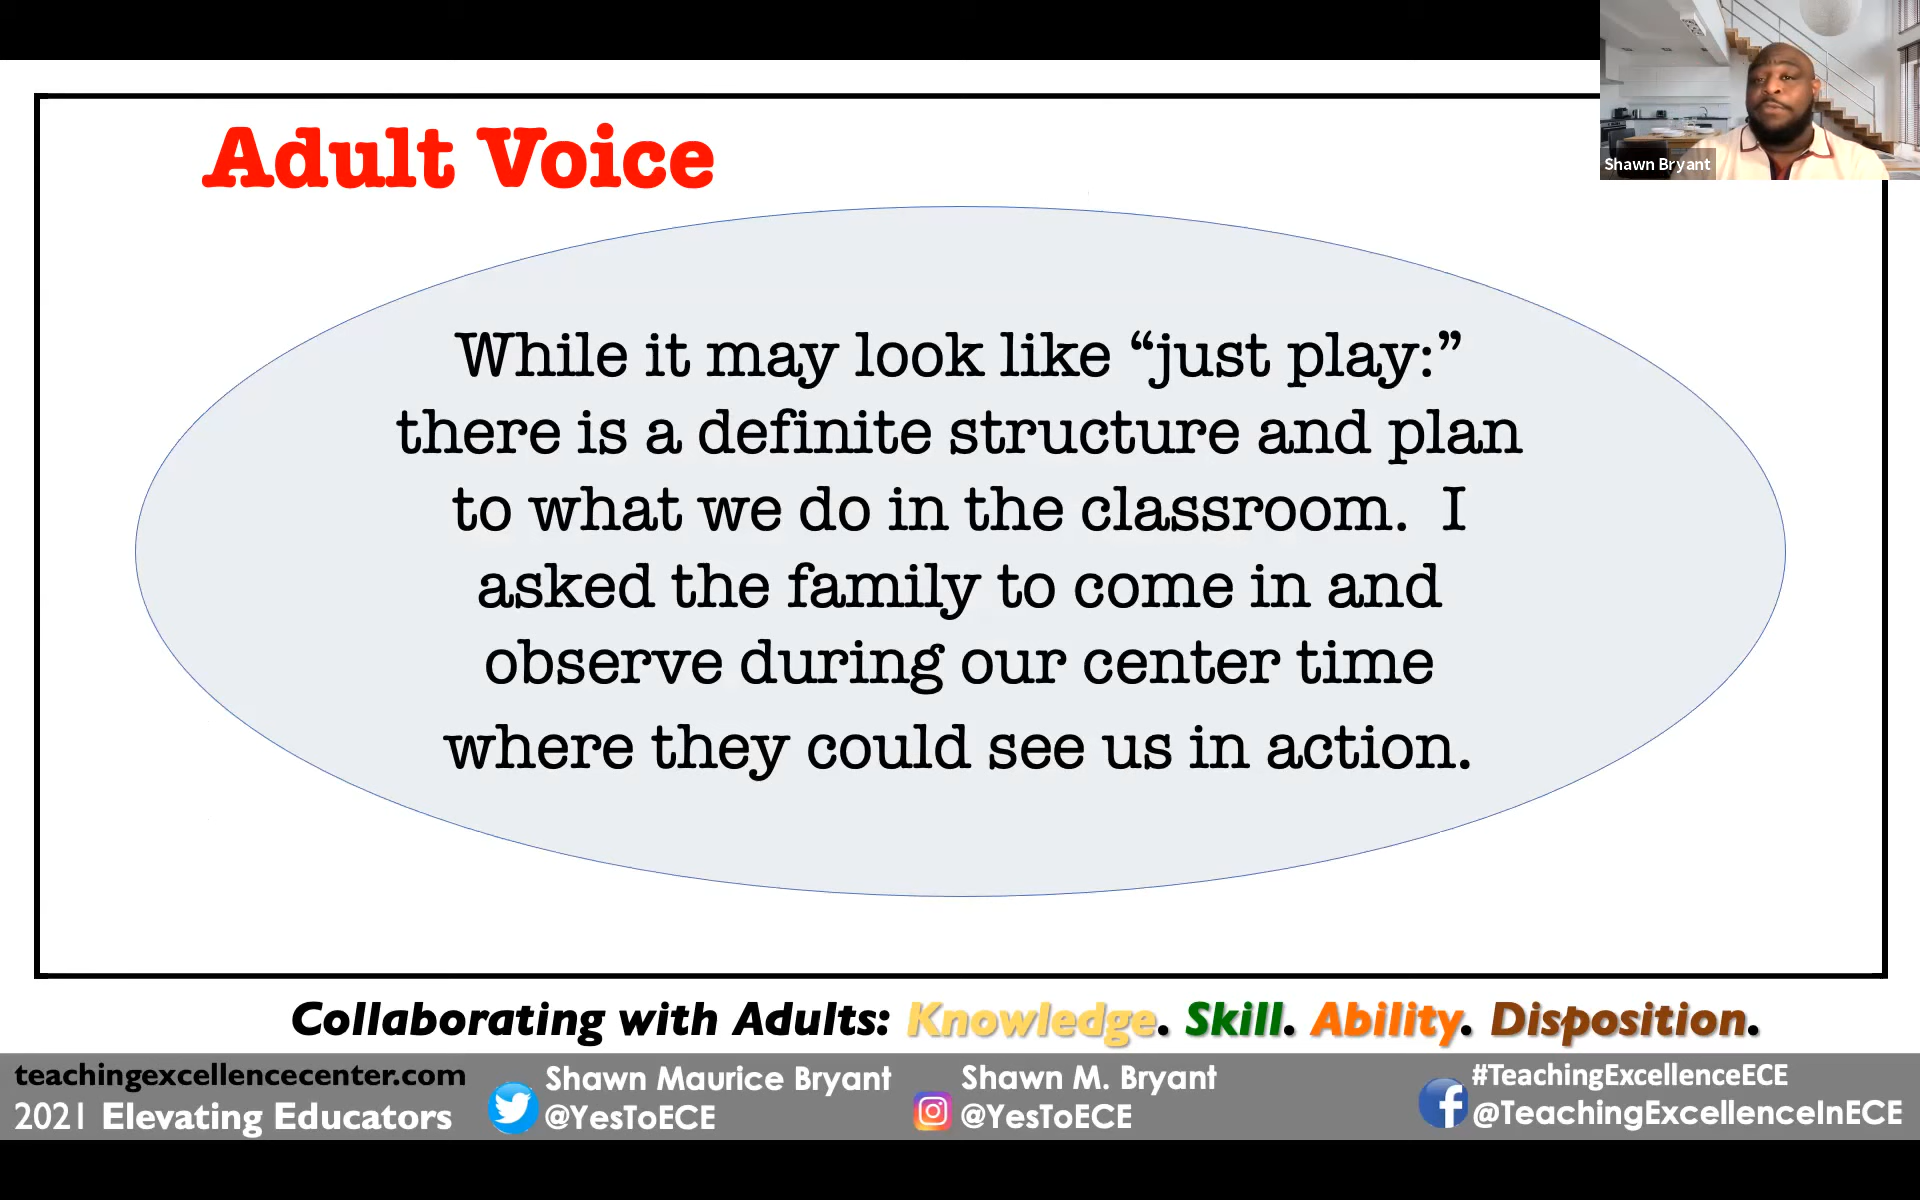 Shawn Bryant
Adult Voice
While it may look like “just play:”
there is a definite structure and plan
to what we do in the classroom.  I
asked the family to come in and
observe during our center time
where they could see us in action.
Collaborating with Adults: Knowledge. Skill. Ability. Disposition.
teachingexcellencecenter.com
2021 Elevating Educators
Shawn Maurice Bryant
@YesToECE
Shawn M. Bryant
@YesToECE
#TeachingExcellenceECE
@TeachingExcellenceInECE